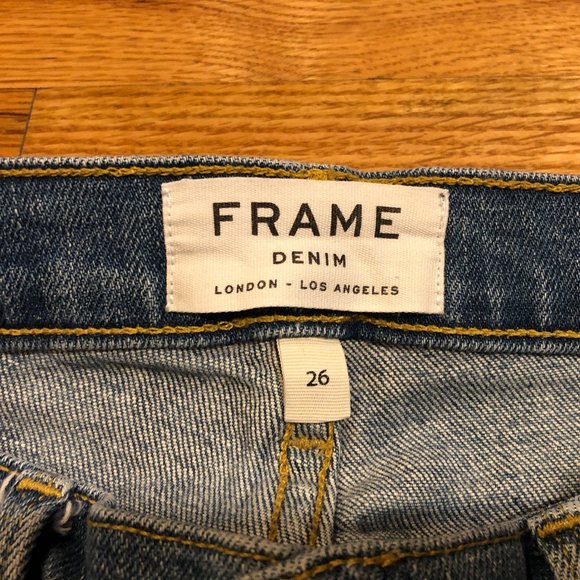 FRAME
DENIM
LONDON - LOS ANGELES
26